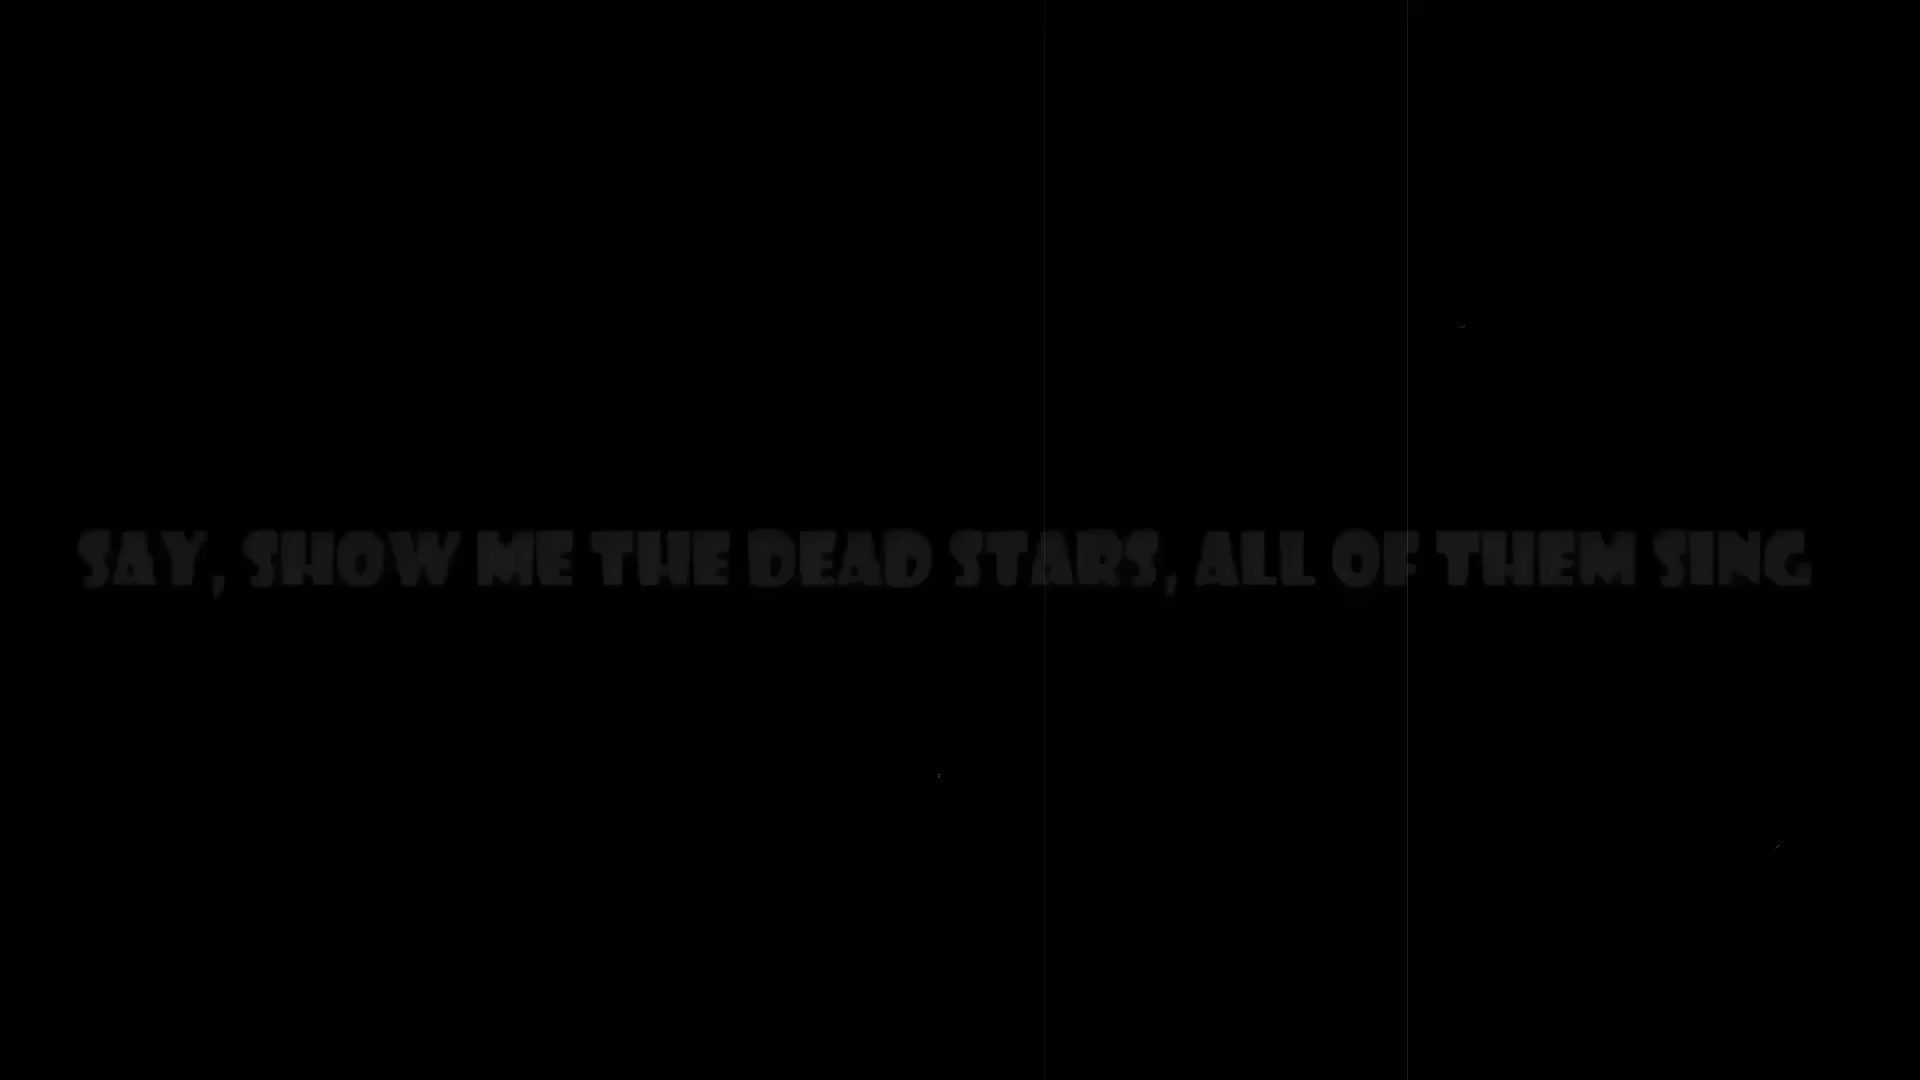 SAY, SHOW ME THE DEAD STARS, ALL OF THEM SING